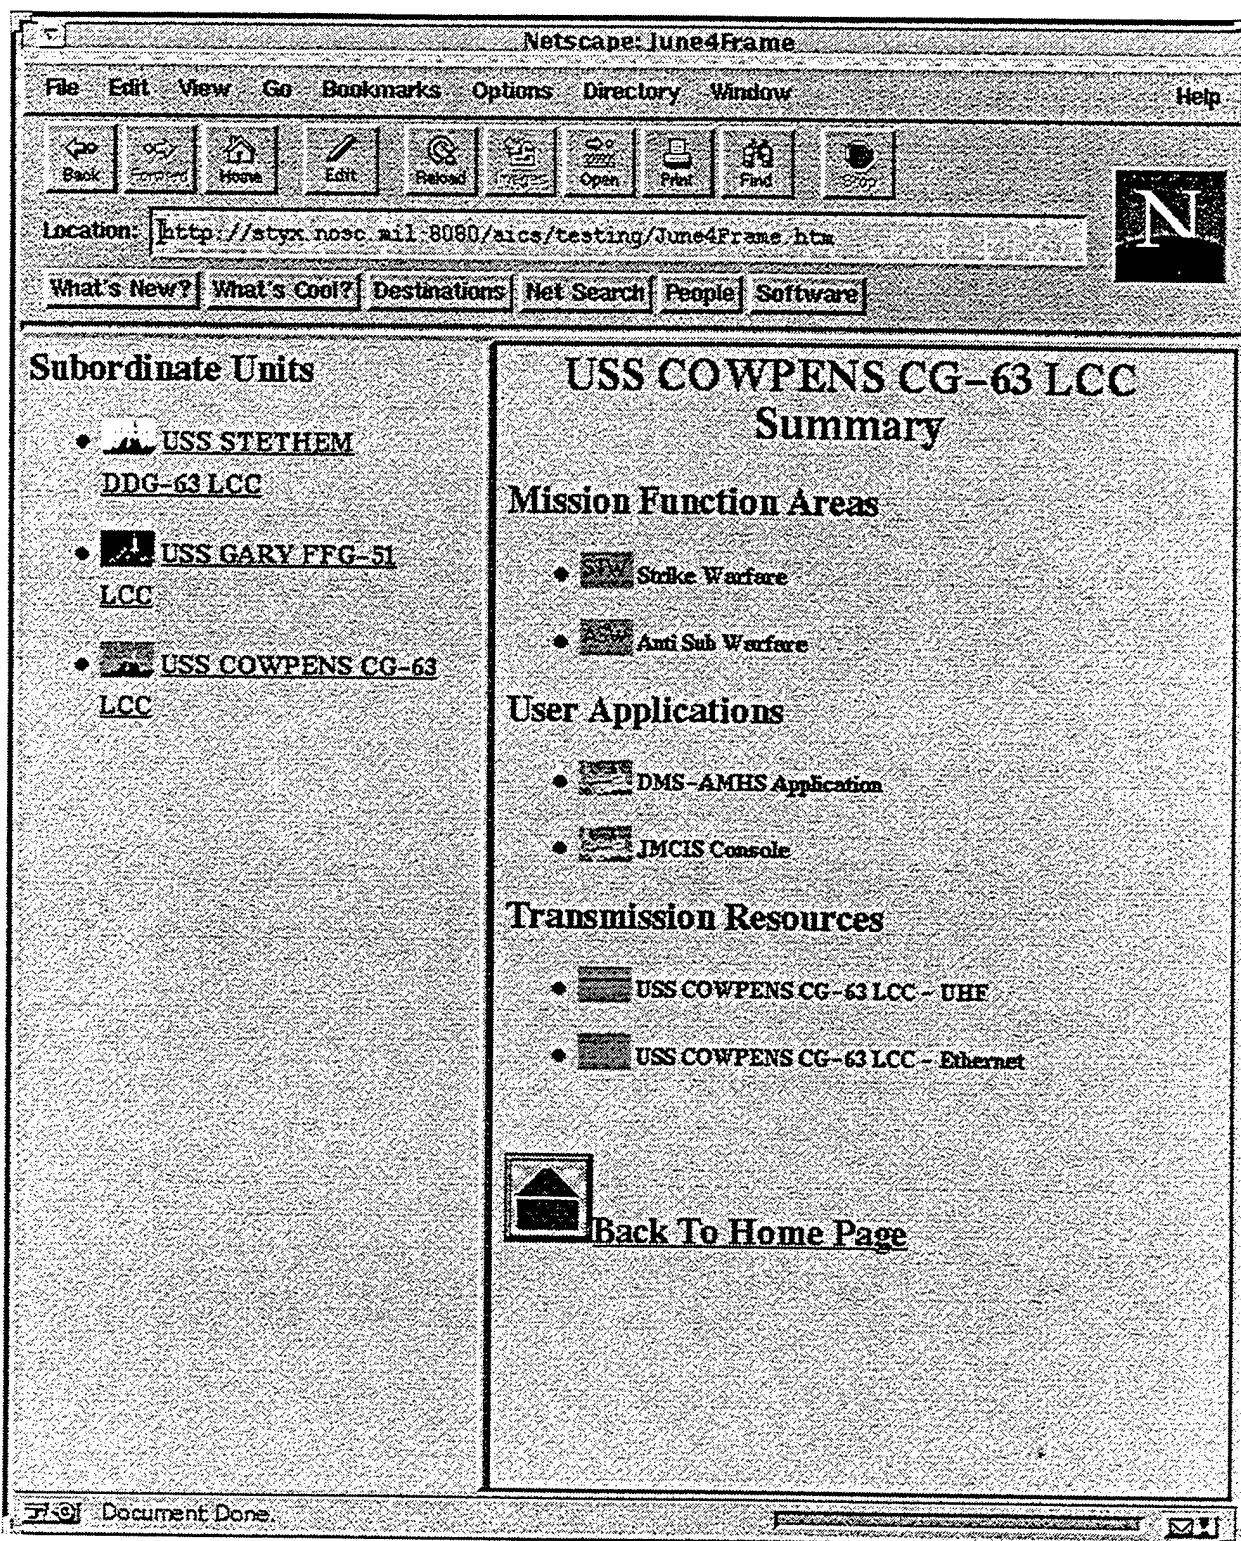 Netscape: June4Frame
File Edit View Go Bookmarks Options Directory Window Help
Back Forward Home Edit Reload Images Open Print Find Stop
Location: http://styx.nosc.mil:8080/aics/testing/June4Frame.htm
What's New? What's Cool? Destinations Net Search People Software
Subordinate Units
USS STETHEM
DDG-63 LCC
USS GARY FFG-51
LCC
USS COWPENS CG-63
LCC
USS COWPENS CG-63 LCC
Summary
Mission Function Areas
STW Strike Warfare
ASW Anti Sub Warfare
User Applications
DMS-AMHS Application
JMCIS Console
Transmission Resources
USS COWPENS CG-63 LCC - UHF
USS COWPENS CG-63 LCC - Ethernet
Back To Home Page
Document Done.
N